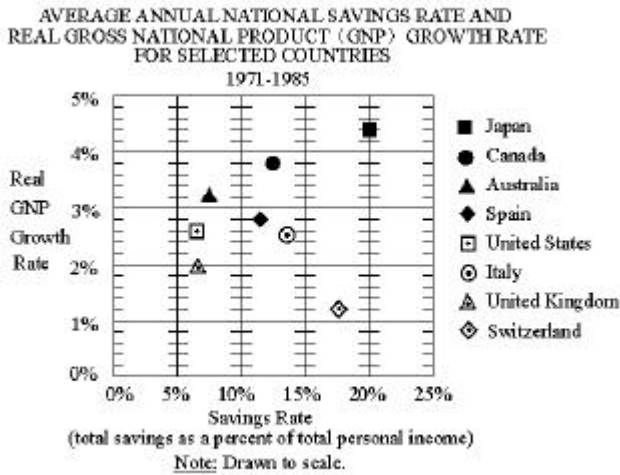 AVERAGE ANNUAL NATIONAL SAVINGS RATE AND
REAL GROSS NATIONAL PRODUCT (GNP) GROWTH RATE
FOR SELECTED COUNTRIES
1971-1985
5%
4%
3%
2%
1%
0%
Real
GNP
Growth
Rate
0% 5% 10% 15% 20% 25%
Savings Rate
(total savings as a percent of total personal income)
Note: Drawn to scale.
Japan
Canada
Australia
Spain
United States
Italy
United Kingdom
Switzerland